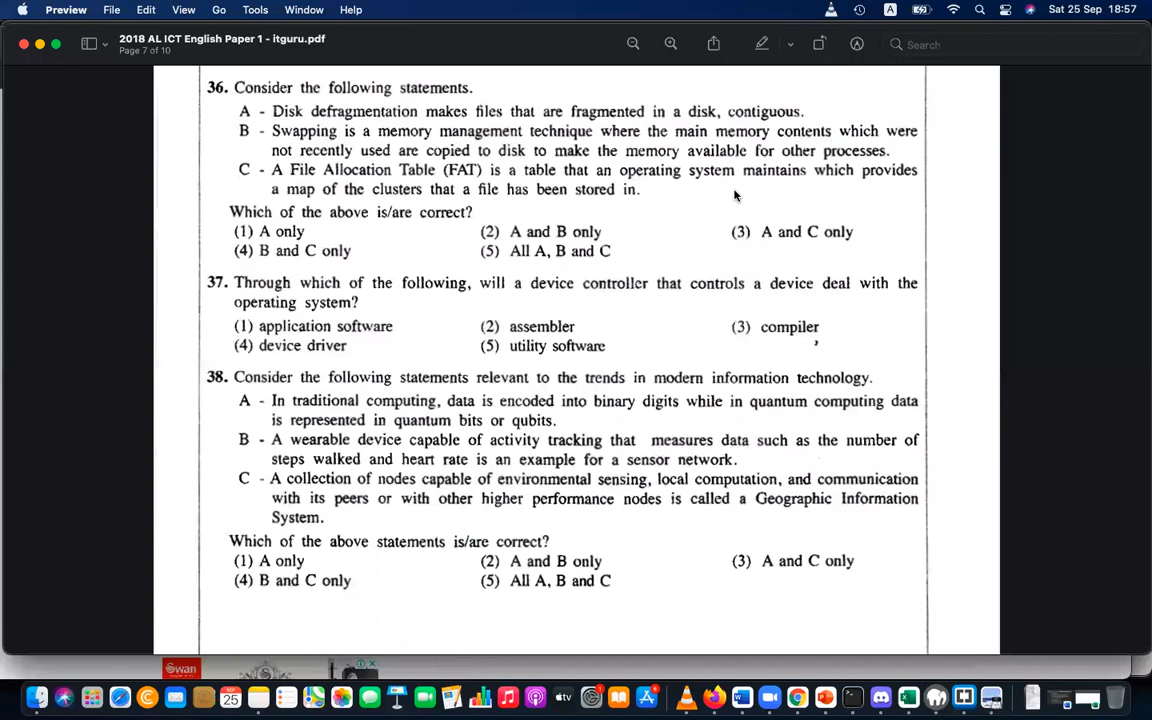 Preview File Edit View Go Tools Window Help A Sat 25 Sep 18:57
2018 AL ICT English Paper 1 - itguru.pdf
Page 7 of 10
Search
36. Consider the following statements.
A - Disk defragmentation makes files that are fragmented in a disk, contiguous.
B - Swapping is a memory management technique where the main memory contents which were
not recently used are copied to disk to make the memory available for other processes.
C - A File Allocation Table (FAT) is a table that an operating system maintains which provides
a map of the clusters that a file has been stored in.
Which of the above is/are correct?
(1) A only (2) A and B only (3) A and C only
(4) B and C only (5) All A, B and C
37. Through which of the following, will a device controller that controls a device deal with the
operating system?
(1) application software (2) assembler (3) compiler
(4) device driver (5) utility software
38. Consider the following statements relevant to the trends in modern information technology.
A - In traditional computing, data is encoded into binary digits while in quantum computing data
is represented in quantum bits or qubits.
B - A wearable device capable of activity tracking that measures data such as the number of
steps walked and heart rate is an example for a sensor network.
C - A collection of nodes capable of environmental sensing, local computation, and communication
with its peers or with other higher performance nodes is called a Geographic Information
System.
Which of the above statements is/are correct?
(1) A only (2) A and B only (3) A and C only
(4) B and C only (5) All A, B and C
Swan
SEP
25
tv